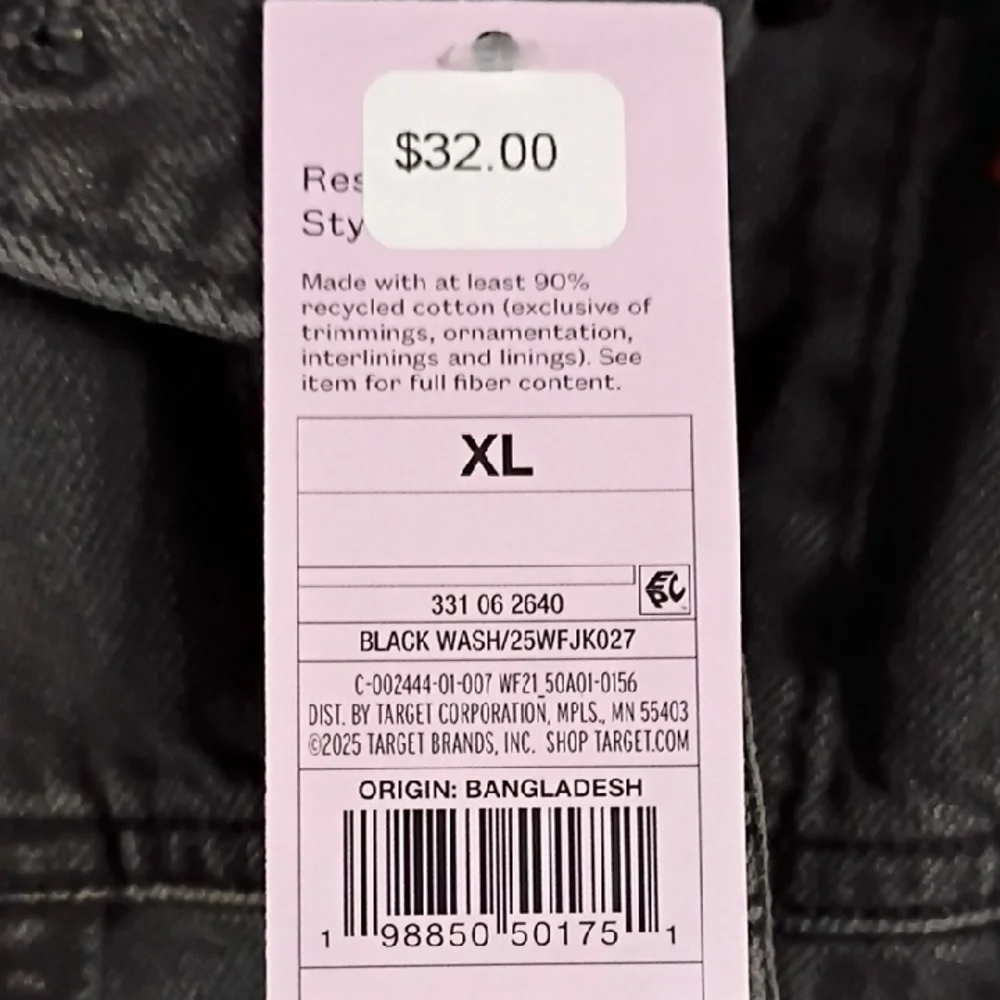 $32.00
Made with at least 90%
recycled cotton (exclusive of
trimmings, ornamentation,
interlinings and linings). See
item for full fiber content.
XL
331 06 2640
BLACK WASH/25WFJK027
C-002444-01-007 WF21_50A01-0156
DIST. BY TARGET CORPORATION, MPLS., MN 55403
©2025 TARGET BRANDS, INC. SHOP TARGET.COM
ORIGIN: BANGLADESH
1 98850 50175 1